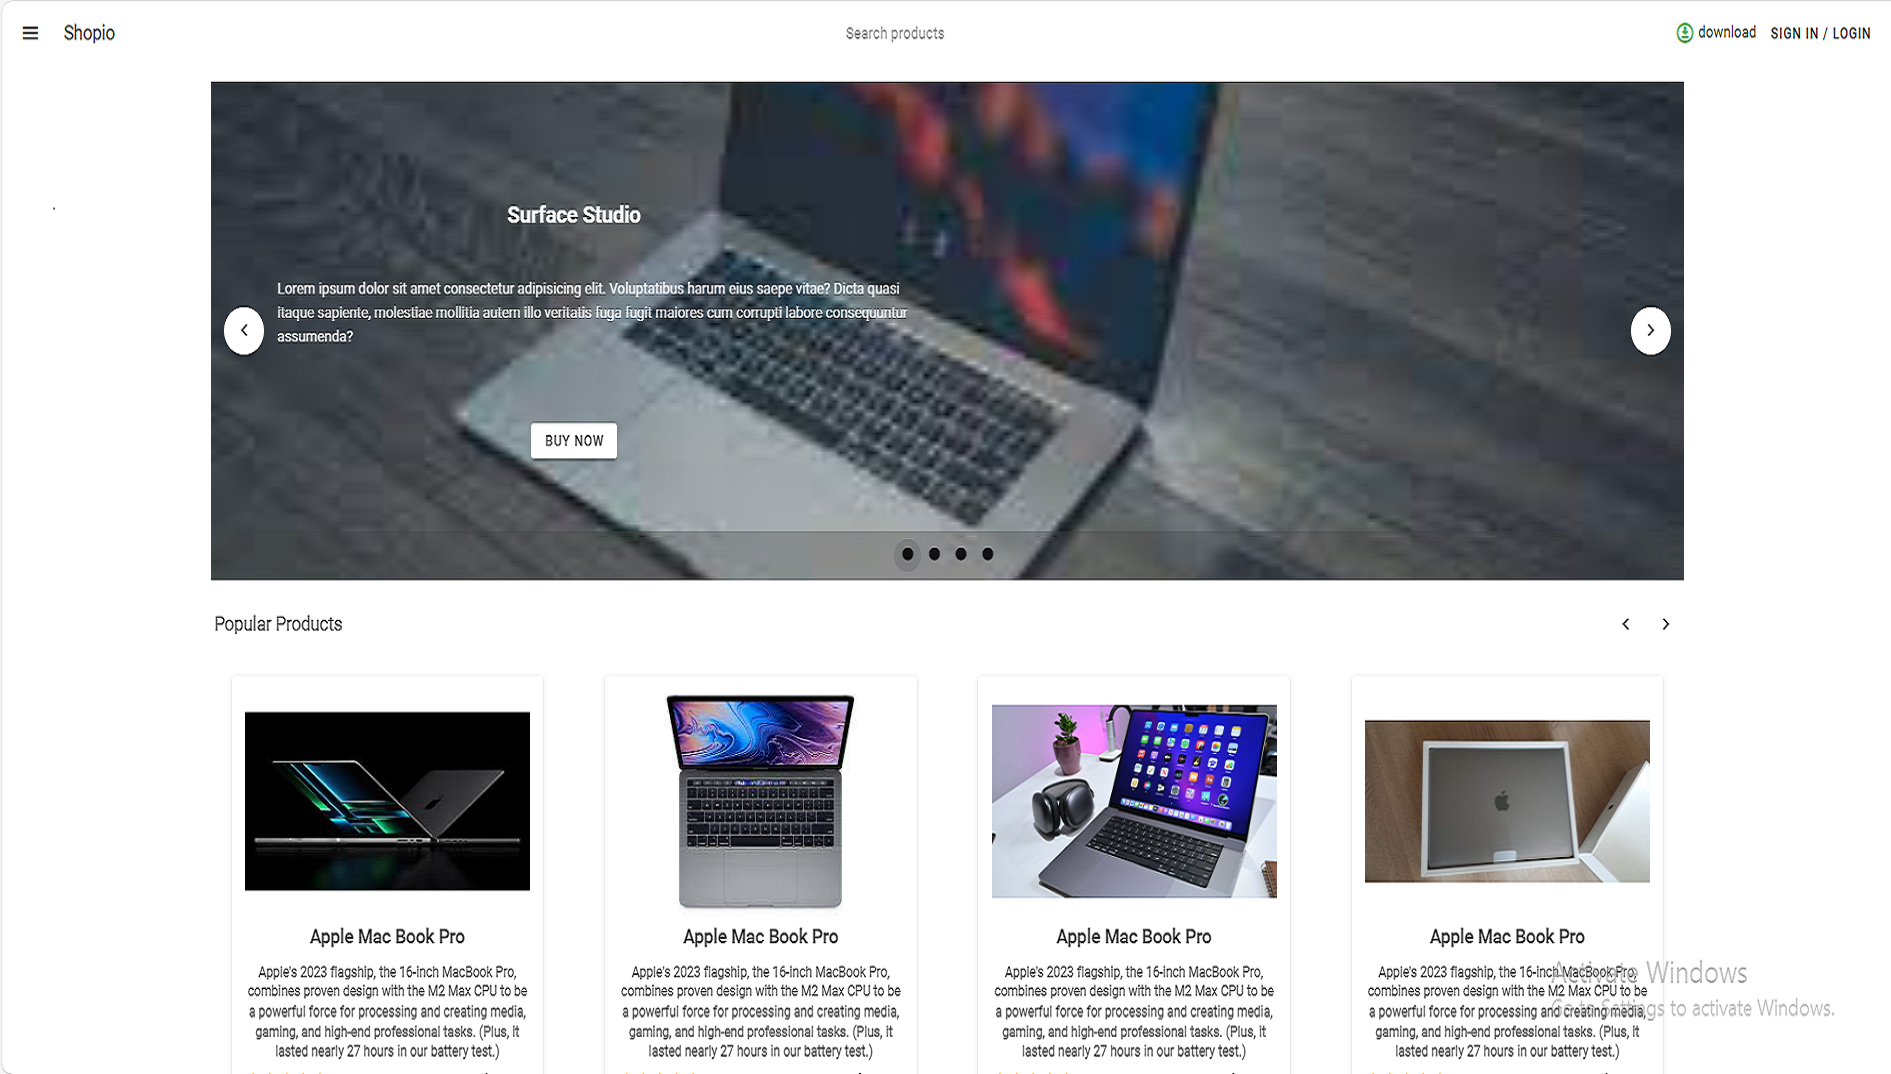 Shopio
Search products
download
SIGN IN / LOGIN
Surface Studio
Lorem ipsum dolor sit amet consectetur adipisicing elit. Voluptatibus harum eius saepe vitae? Dicta quasi
itaque sapiente, molestiae mollitia autem illo veritatis fuga fugit maiores cum corrupti labore consequuntur
assumenda?
BUY NOW
Popular Products
Apple Mac Book Pro
Apple's 2023 flagship, the 16-inch MacBook Pro,
combines proven design with the M2 Max CPU to be
a powerful force for processing and creating media,
gaming, and high-end professional tasks. (Plus, it
lasted nearly 27 hours in our battery test.)
Apple Mac Book Pro
Apple's 2023 flagship, the 16-inch MacBook Pro,
combines proven design with the M2 Max CPU to be
a powerful force for processing and creating media,
gaming, and high-end professional tasks. (Plus, it
lasted nearly 27 hours in our battery test.)
Apple Mac Book Pro
Apple's 2023 flagship, the 16-inch MacBook Pro,
combines proven design with the M2 Max CPU to be
a powerful force for processing and creating media,
gaming, and high-end professional tasks. (Plus, it
lasted nearly 27 hours in our battery test.)
Apple Mac Book Pro
Apple's 2023 flagship, the 16-inch MacBook Pro,
combines proven design with the M2 Max CPU to be
a powerful force for processing and creating media,
gaming, and high-end professional tasks. (Plus, it
lasted nearly 27 hours in our battery test.)
Activate Windows
Go to Settings to activate Windows.